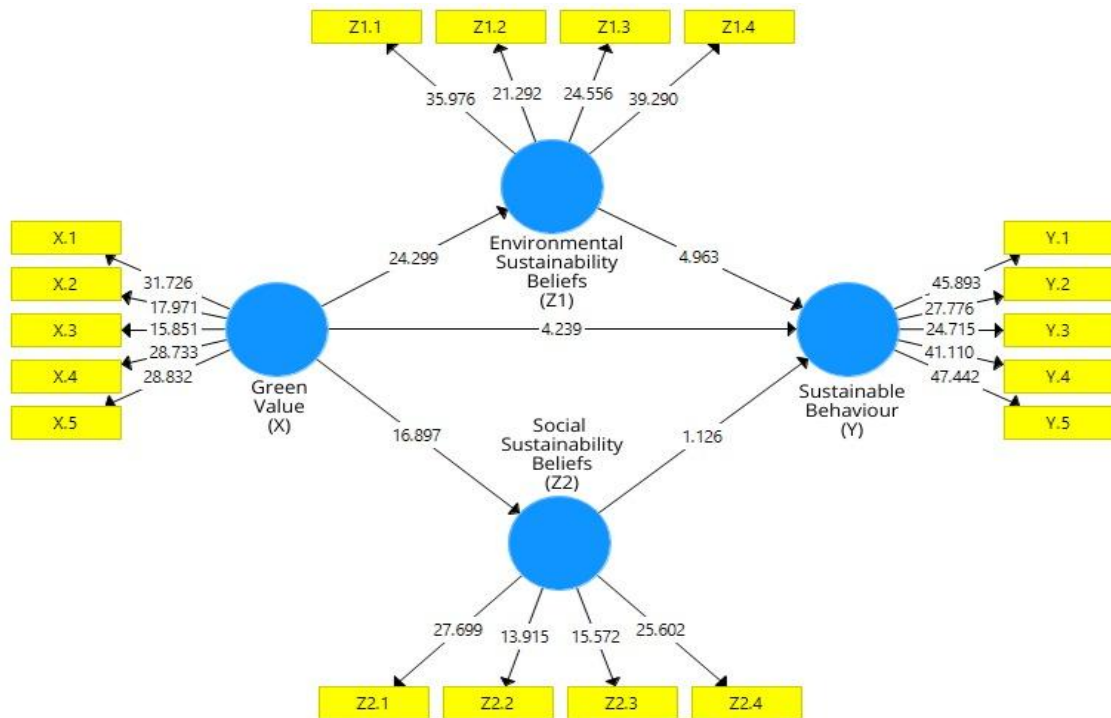 Z1.1
Z1.2
Z1.3
Z1.4
35.976
21.292
24.556
39.290
Environmental
Sustainability
Beliefs
(Z1)
24.299
4.963
X.1
X.2
X.3
X.4
X.5
31.726
17.971
15.851
28.733
28.832
Green
Value
(X)
4.239
Y.1
Y.2
Y.3
Y.4
Y.5
45.893
27.776
24.715
41.110
47.442
Sustainable
Behaviour
(Y)
16.897
1.126
Social
Sustainability
Beliefs
(Z2)
27.699
13.915
15.572
25.602
Z2.1
Z2.2
Z2.3
Z2.4